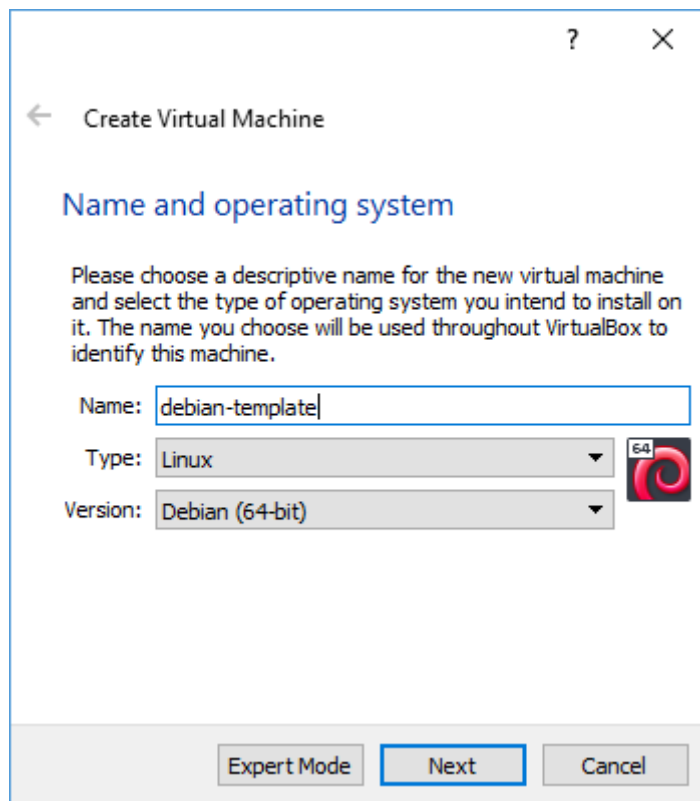 ?
Create Virtual Machine
Name and operating system
Please choose a descriptive name for the new virtual machine
and select the type of operating system you intend to install on
it. The name you choose will be used throughout VirtualBox to
identify this machine.
Name: debian-template
Type: Linux
64
Version: Debian (64-bit)
Expert Mode Next Cancel